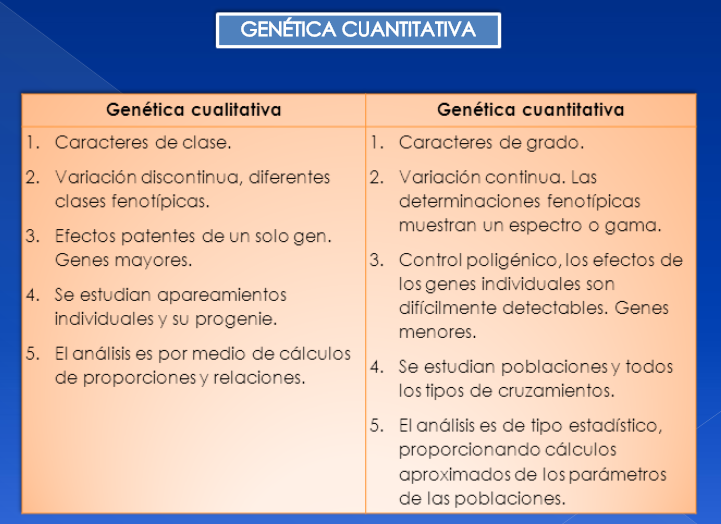 GENÉTICA CUANTITATIVA
Genética cualitativa
1. Caracteres de clase.
2. Variación discontinua, diferentes
clases fenotípicas.
3. Efectos patentes de un solo gen.
Genes mayores.
4. Se estudian apareamientos
individuales y su progenie.
5. El análisis es por medio de cálculos
de proporciones y relaciones.
Genética cuantitativa
1. Caracteres de grado.
2. Variación continua. Las
determinaciones fenotípicas
muestran un espectro o gama.
3. Control poligénico, los efectos de
los genes individuales son
difícilmente detectables. Genes
menores.
4. Se estudian poblaciones y todos
los tipos de cruzamientos.
5. El análisis es de tipo estadístico,
proporcionando cálculos
aproximados de los parámetros
de las poblaciones.